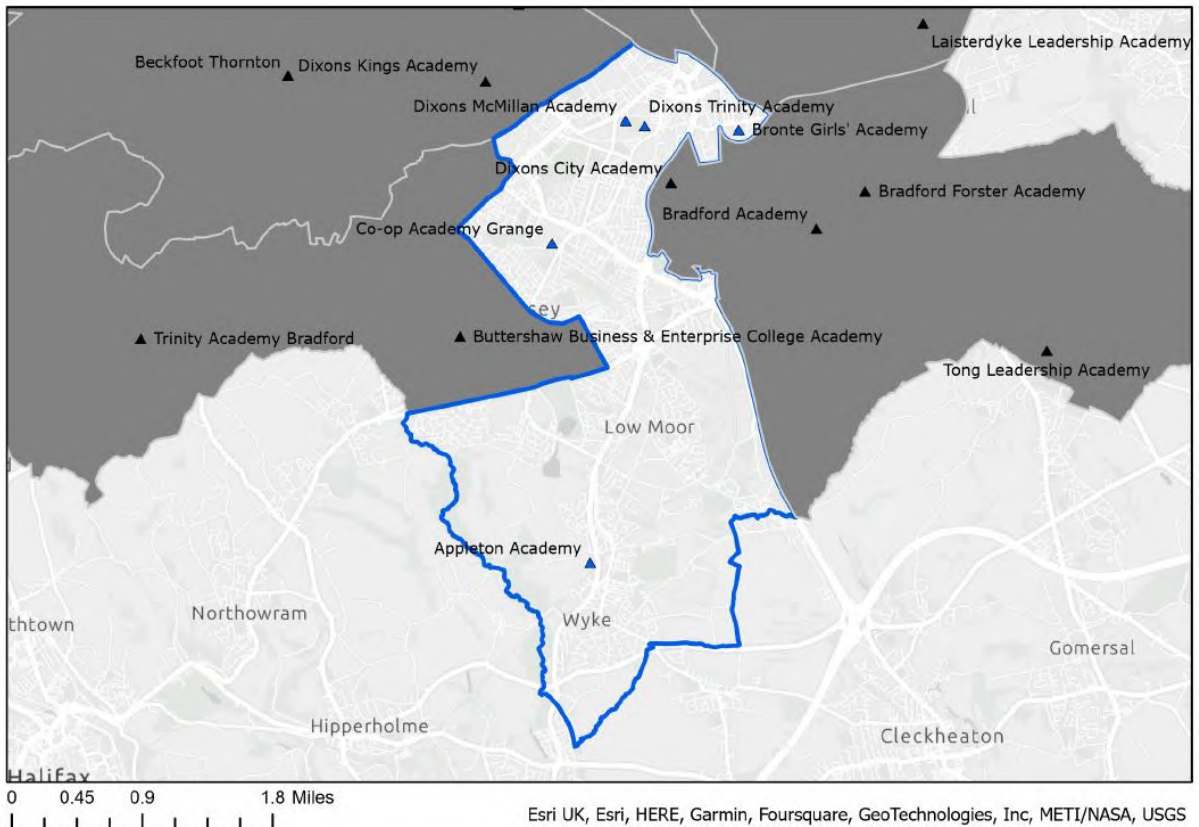 Laisterdyke Leadership Academy
Beckfoot Thornton
Dixons Kings Academy
Dixons McMillan Academy
Dixons Trinity Academy
Bronte Girls' Academy
Dixons City Academy
Bradford Forster Academy
Bradford Academy
Co-op Academy Grange
sey
Trinity Academy Bradford
Buttershaw Business & Enterprise College Academy
Tong Leadership Academy
Low Moor
Appleton Academy
Northowram
Wyke
thtown
Gomersal
Hipperholme
Cleckheaton
Halifax
0 0.45 0.9 1.8 Miles
Esri UK, Esri, HERE, Garmin, Foursquare, GeoTechnologies, Inc, METI/NASA, USGS